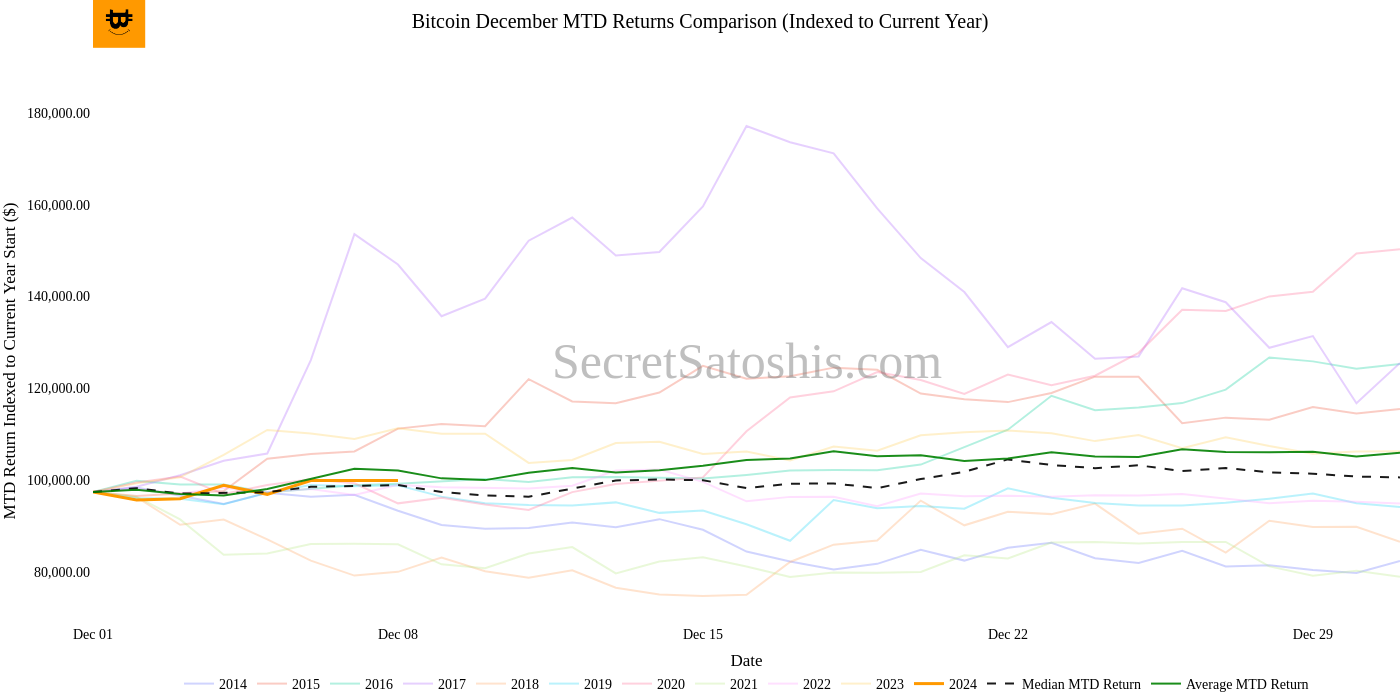 Bitcoin December MTD Returns Comparison (Indexed to Current Year)
MTD Return Indexed to Current Year Start ($)
180,000.00
160,000.00
140,000.00
120,000.00
100,000.00
80,000.00
SecretSatoshis.com
Dec 01
Dec 08
Dec 15
Dec 22
Dec 29
Date
2014 2015 2016 2017 2018 2019 2020 2021 2022 2023 2024 Median MTD Return Average MTD Return